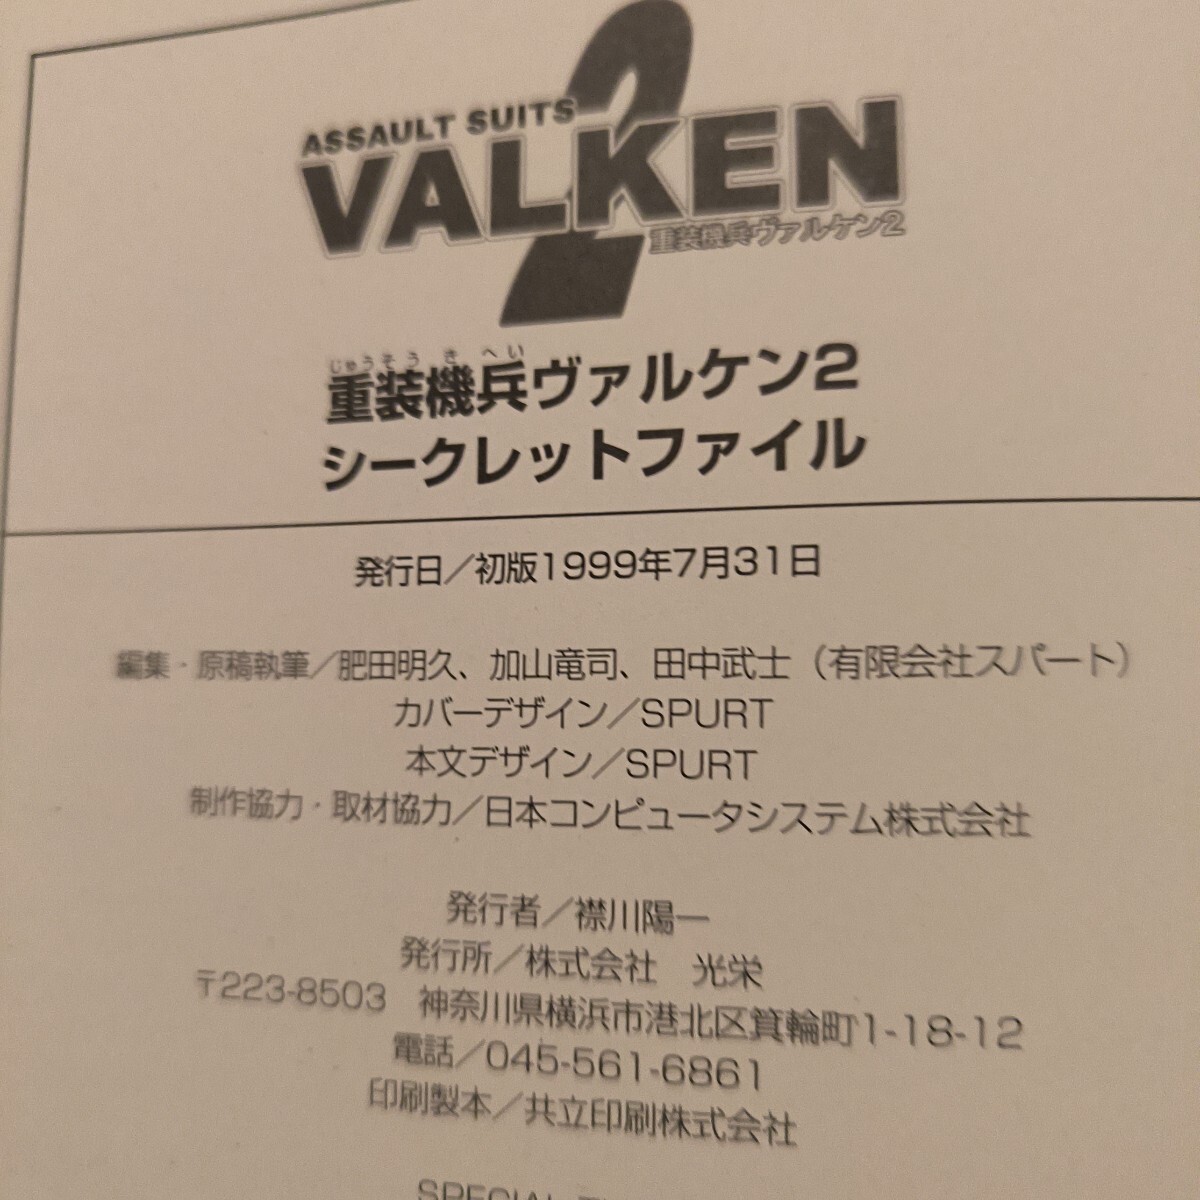 ASSAULT SUITS
VALKEN
2
重装機兵ヴァルケン2
じゅうそうきへい
重装機兵ヴァルケン2
シークレットファイル
発行日／初版1999年7月31日
編集・原稿執筆／肥田明久、加山竜司、田中武士（有限会社スパート）
カバーデザイン／SPURT
本文デザイン／SPURT
制作協力・取材協力／日本コンピュータシステム株式会社
発行者／襟川陽一
発行所／株式会社　光栄
〒223-8503　神奈川県横浜市港北区箕輪町1-18-12
電話／045-561-6861
印刷製本／共立印刷株式会社
SPECIAL